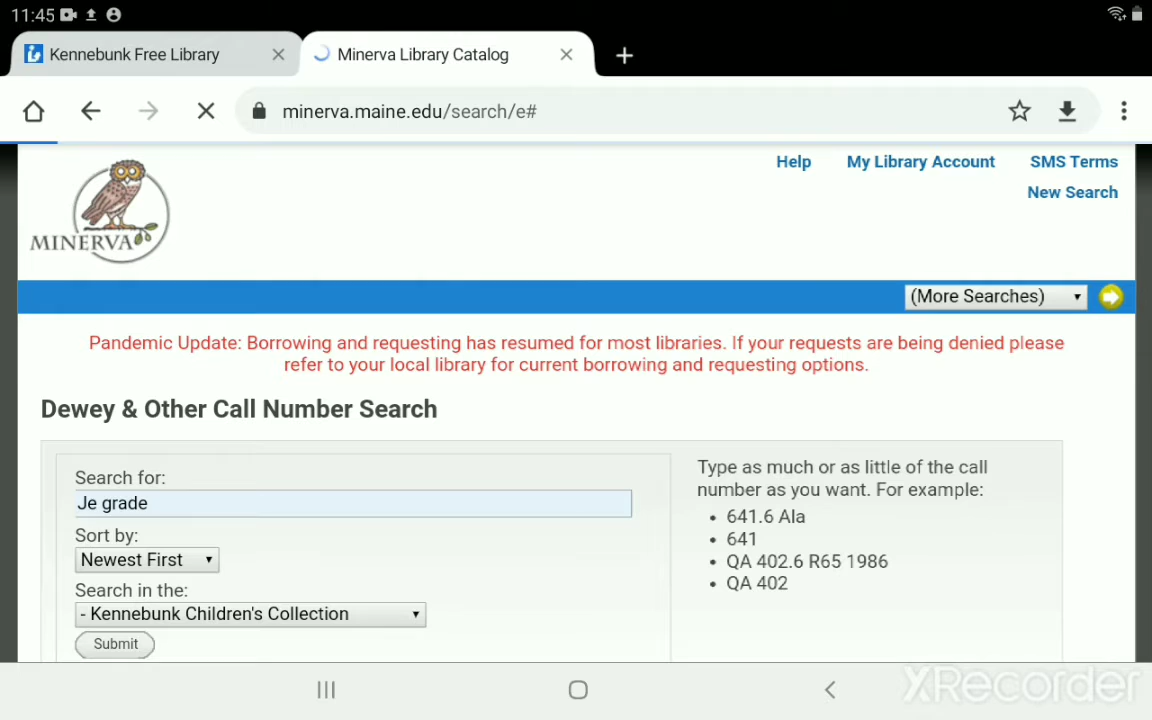 11:45
Kennebunk Free Library
Minerva Library Catalog
minerva.maine.edu/search/e#
Help My Library Account SMS Terms
New Search
MINERVA
(More Searches)
Pandemic Update: Borrowing and requesting has resumed for most libraries. If your requests are being denied please
refer to your local library for current borrowing and requesting options.
Dewey & Other Call Number Search
Search for:
Je grade
Sort by:
Newest First
Search in the:
- Kennebunk Children's Collection
Submit
Type as much or as little of the call
number as you want. For example:
• 641.6 Ala
• 641
• QA 402.6 R65 1986
• QA 402
XRecorder